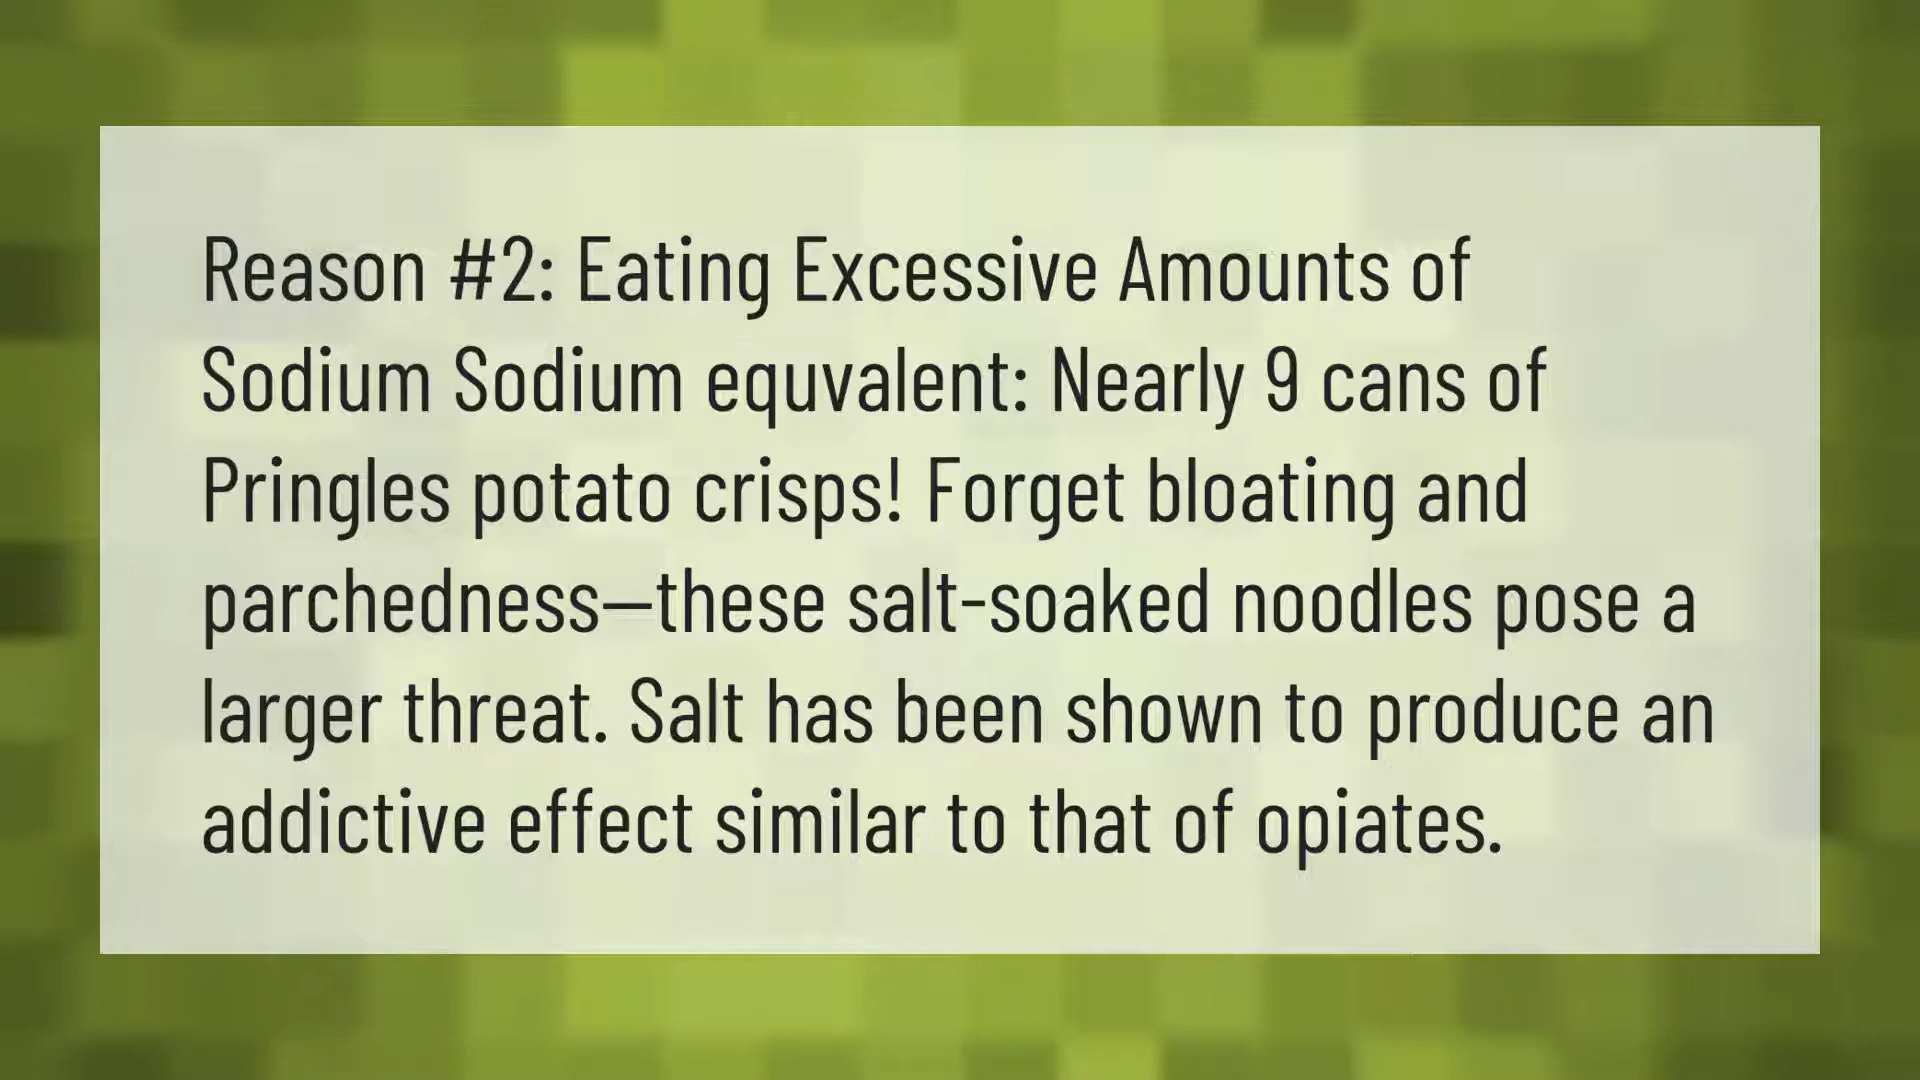 Reason #2: Eating Excessive Amounts of
Sodium Sodium equvalent: Nearly 9 cans of
Pringles potato crisps! Forget bloating and
parchedness—these salt-soaked noodles pose a
larger threat. Salt has been shown to produce an
addictive effect similar to that of opiates.